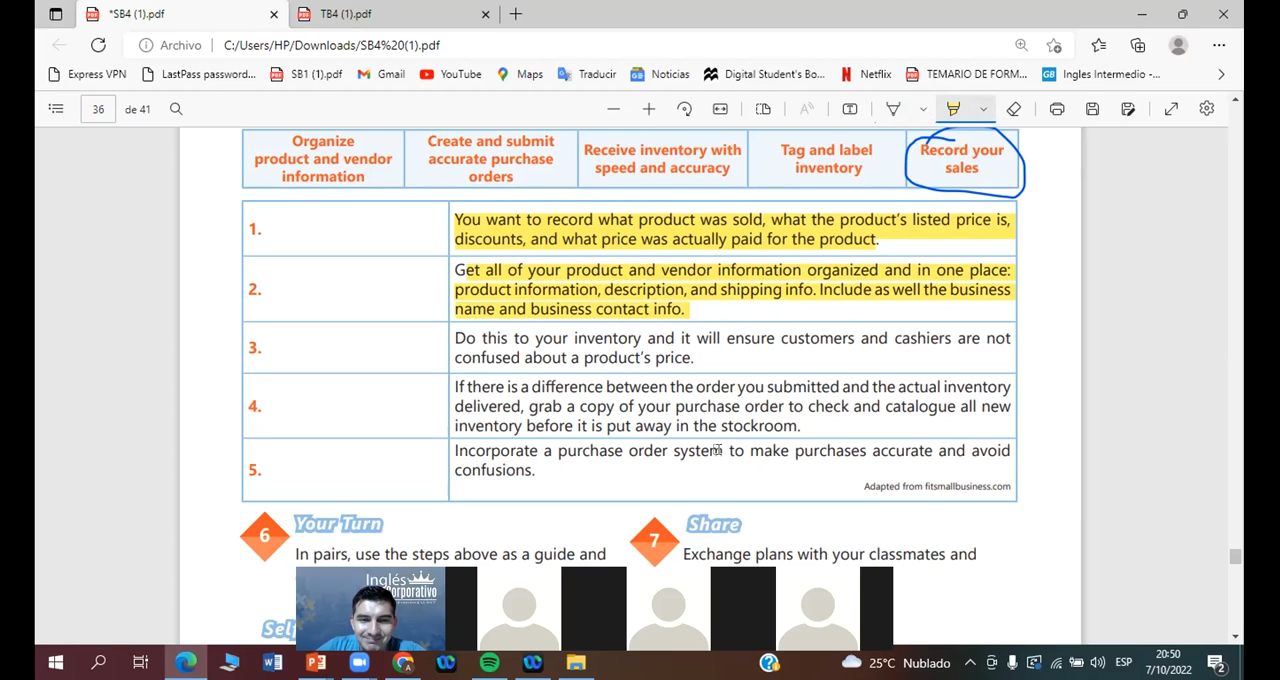 *SB4 (1).pdf
TB4 (1).pdf
Archivo
C:/Users/HP/Downloads/SB4%20(1).pdf
Express VPN
LastPass password...
SB1 (1).pdf
Gmail
YouTube
Maps
Traducir
Noticias
Digital Student's Bo...
Netflix
TEMARIO DE FORM...
Ingles Intermedio -...
36
de 41
Organize
product and vendor
information
Create and submit
accurate purchase
orders
Receive inventory with
speed and accuracy
Tag and label
inventory
Record your
sales
1.
You want to record what product was sold, what the product's listed price is,
discounts, and what price was actually paid for the product.
2.
Get all of your product and vendor information organized and in one place:
product information, description, and shipping info. Include as well the business
name and business contact info.
3.
Do this to your inventory and it will ensure customers and cashiers are not
confused about a product's price.
4.
If there is a difference between the order you submitted and the actual inventory
delivered, grab a copy of your purchase order to check and catalogue all new
inventory before it is put away in the stockroom.
5.
Incorporate a purchase order system to make purchases accurate and avoid
confusions.
Adapted from fitsmallbusiness.com
6
Your Turn
In pairs, use the steps above as a guide and
7
Share
Exchange plans with your classmates and
Inglés
Corporativo
Self
25°C Nublado
ESP
20:50
7/10/2022
2